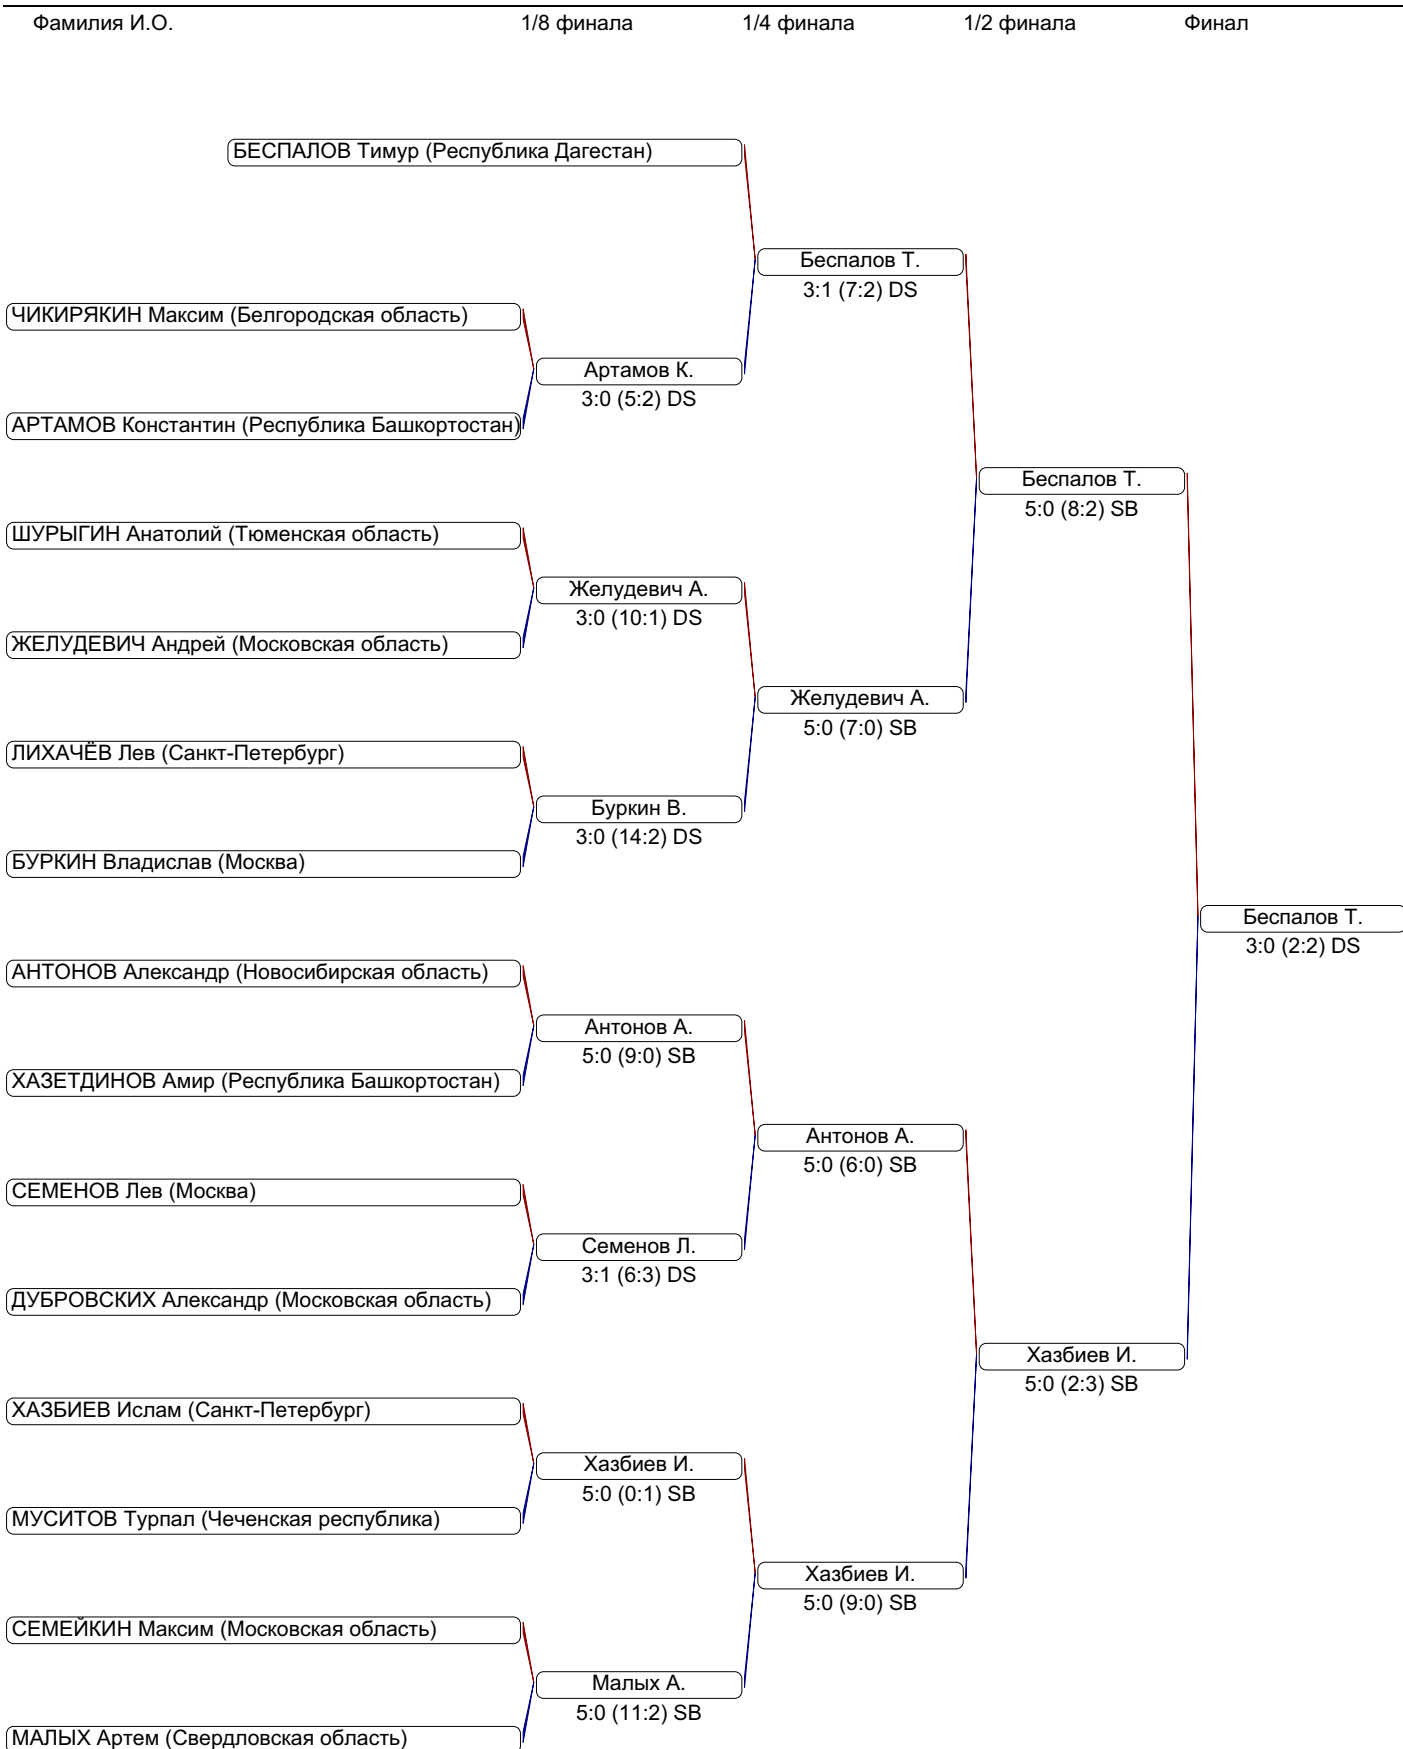 Фамилия И.О. 1/8 финала 1/4 финала 1/2 финала Финал
БЕСПАЛОВ Тимур (Республика Дагестан)
Беспалов Т.
3:1 (7:2) DS
ЧИКИРЯКИН Максим (Белгородская область)
Артамов К.
3:0 (5:2) DS
АРТАМОВ Константин (Республика Башкортостан)
Беспалов Т.
5:0 (8:2) SB
ШУРЫГИН Анатолий (Тюменская область)
Желудевич А.
3:0 (10:1) DS
ЖЕЛУДЕВИЧ Андрей (Московская область)
Желудевич А.
5:0 (7:0) SB
ЛИХАЧЁВ Лев (Санкт-Петербург)
Буркин В.
3:0 (14:2) DS
БУРКИН Владислав (Москва)
Беспалов Т.
3:0 (2:2) DS
АНТОНОВ Александр (Новосибирская область)
Антонов А.
5:0 (9:0) SB
ХАЗЕТДИНОВ Амир (Республика Башкортостан)
Антонов А.
5:0 (6:0) SB
СЕМЕНОВ Лев (Москва)
Семенов Л.
3:1 (6:3) DS
ДУБРОВСКИХ Александр (Московская область)
Хазбиев И.
5:0 (2:3) SB
ХАЗБИЕВ Ислам (Санкт-Петербург)
Хазбиев И.
5:0 (0:1) SB
МУСИТОВ Турпал (Чеченская республика)
Хазбиев И.
5:0 (9:0) SB
СЕМЕЙКИН Максим (Московская область)
Малых А.
5:0 (11:2) SB
МАЛЫХ Артем (Свердловская область)